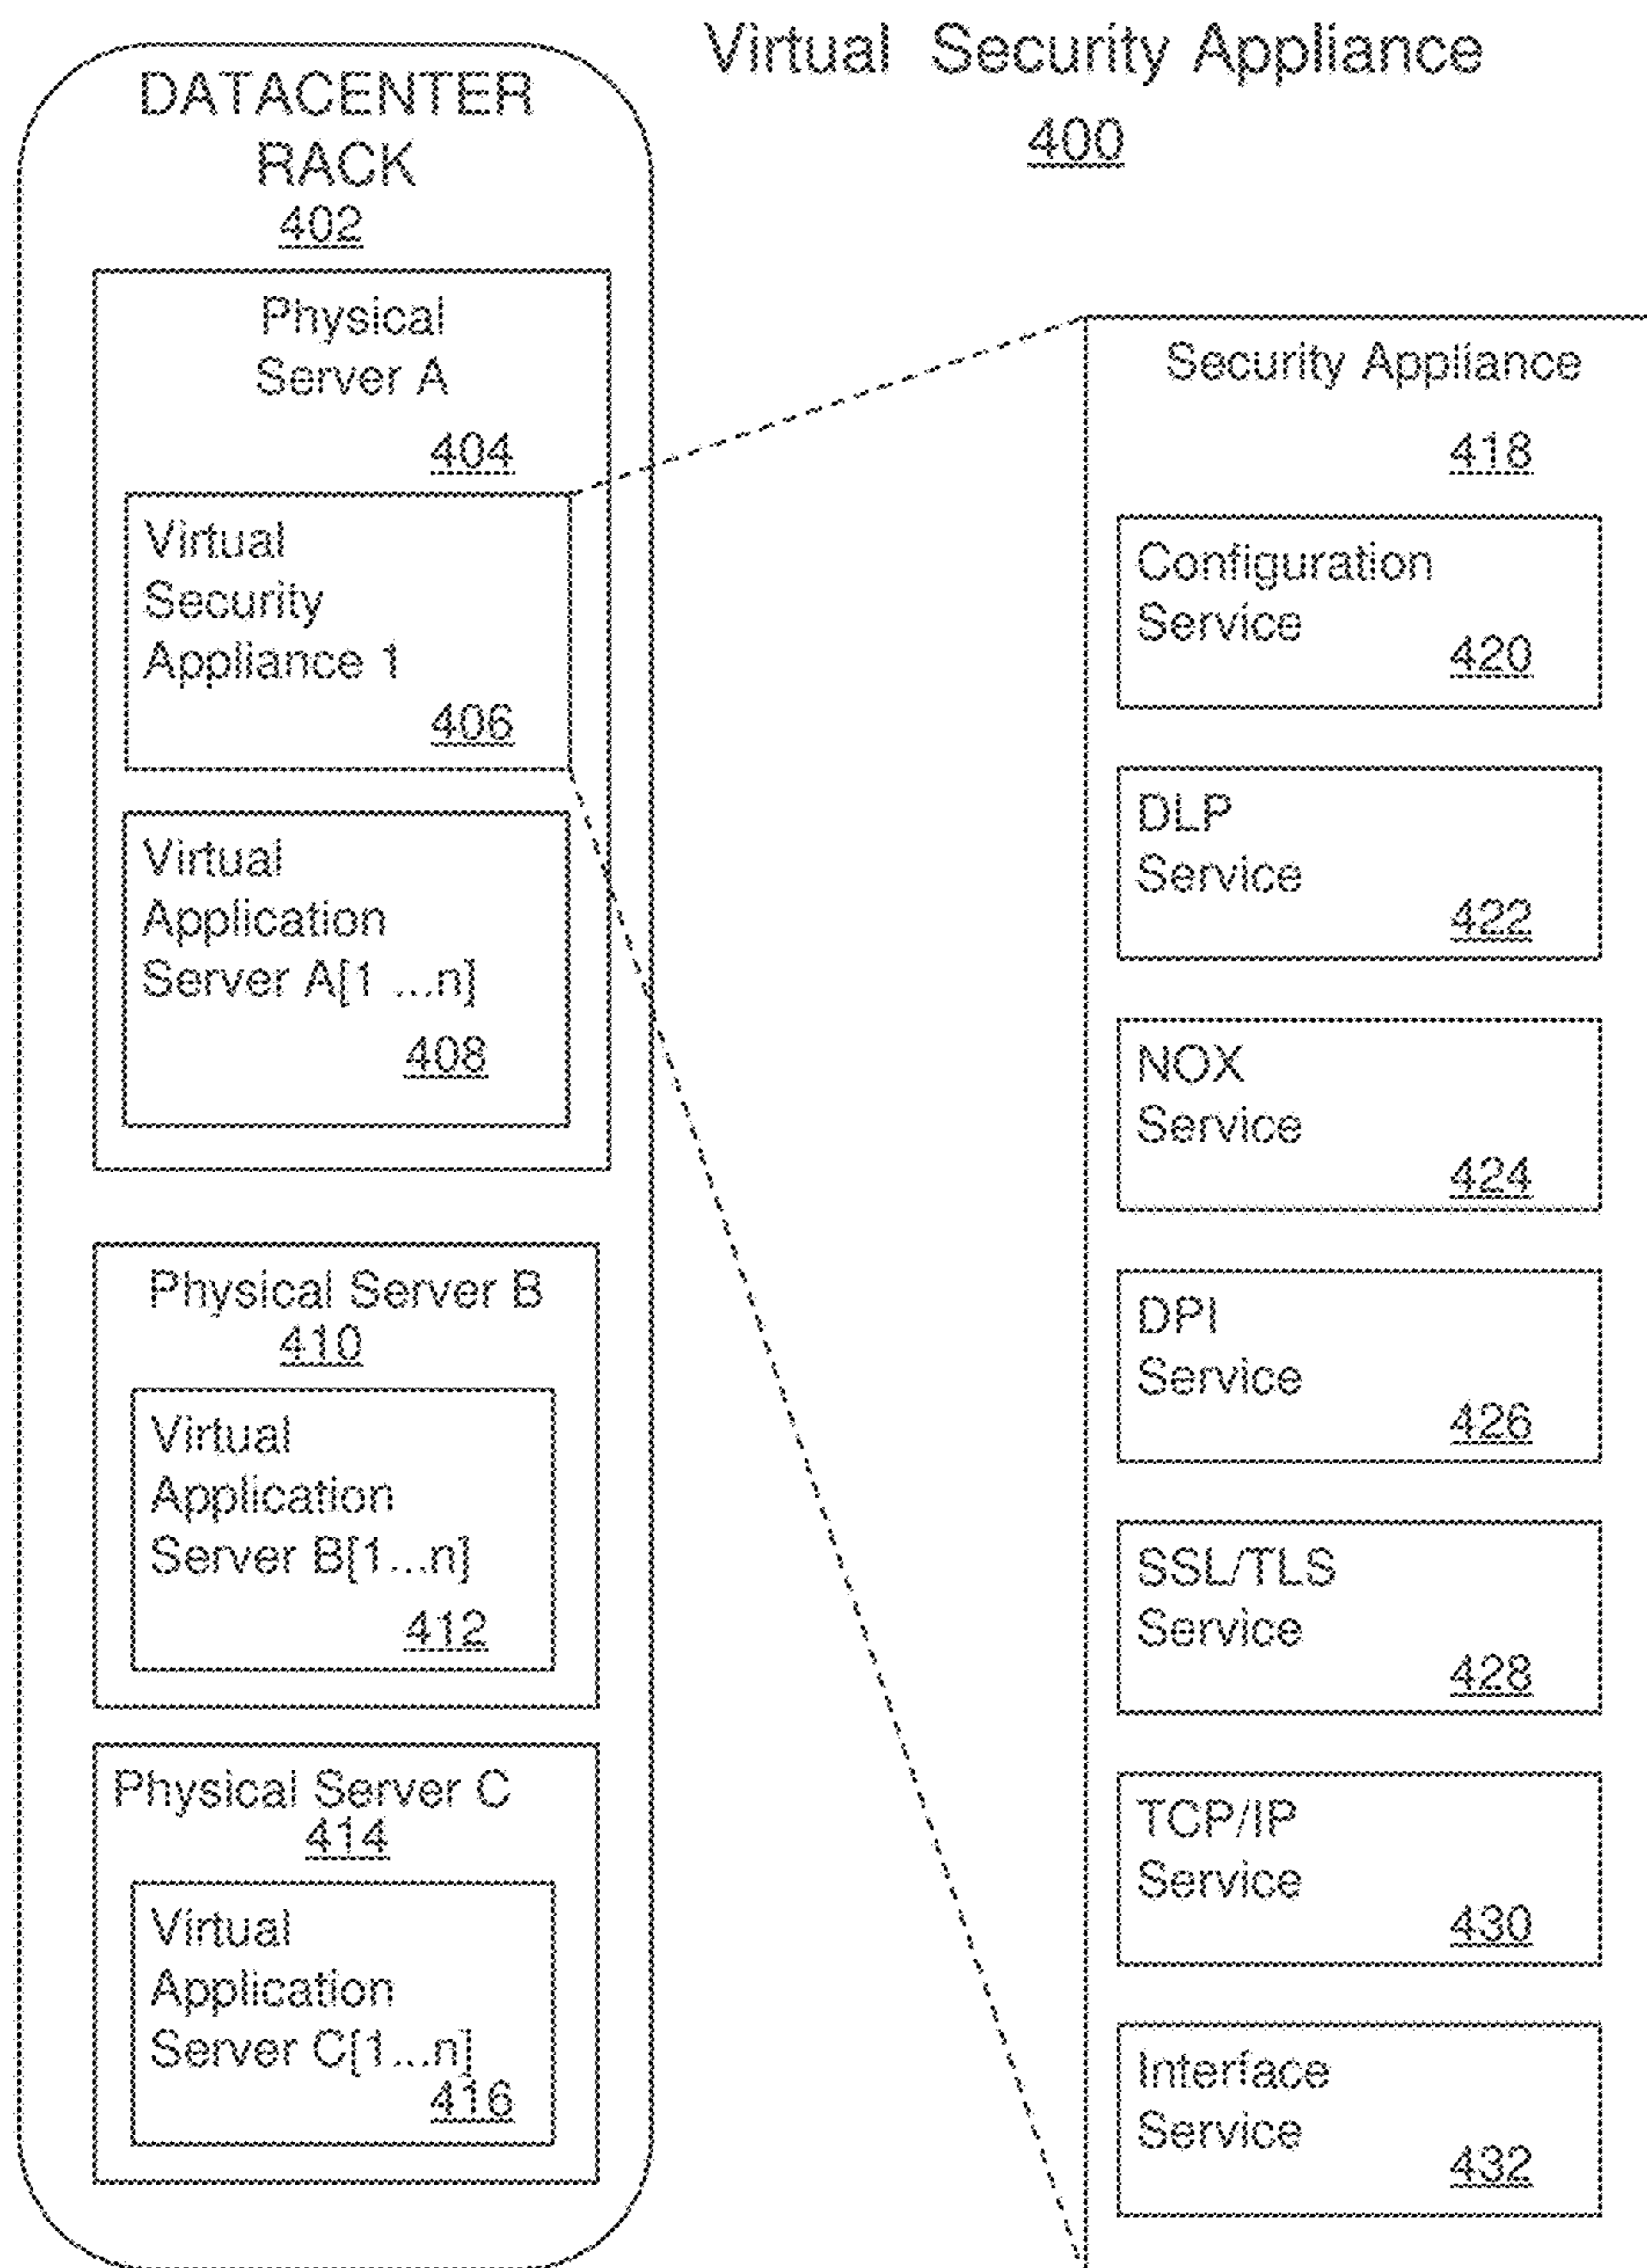 Virtual Security Appliance
400
DATACENTER
RACK
402
Physical
Server A
404
Virtual
Security
Appliance 1
406
Virtual
Application
Server A[1 ...n]
408
Physical Server B
410
Virtual
Application
Server B[1...n]
412
Physical Server C
414
Virtual
Application
Server C[1...n]
416
Security Appliance
418
Configuration
Service
420
DLP
Service
422
NOX
Service
424
DPI
Service
426
SSL/TLS
Service
428
TCP/IP
Service
430
Interface
Service
432